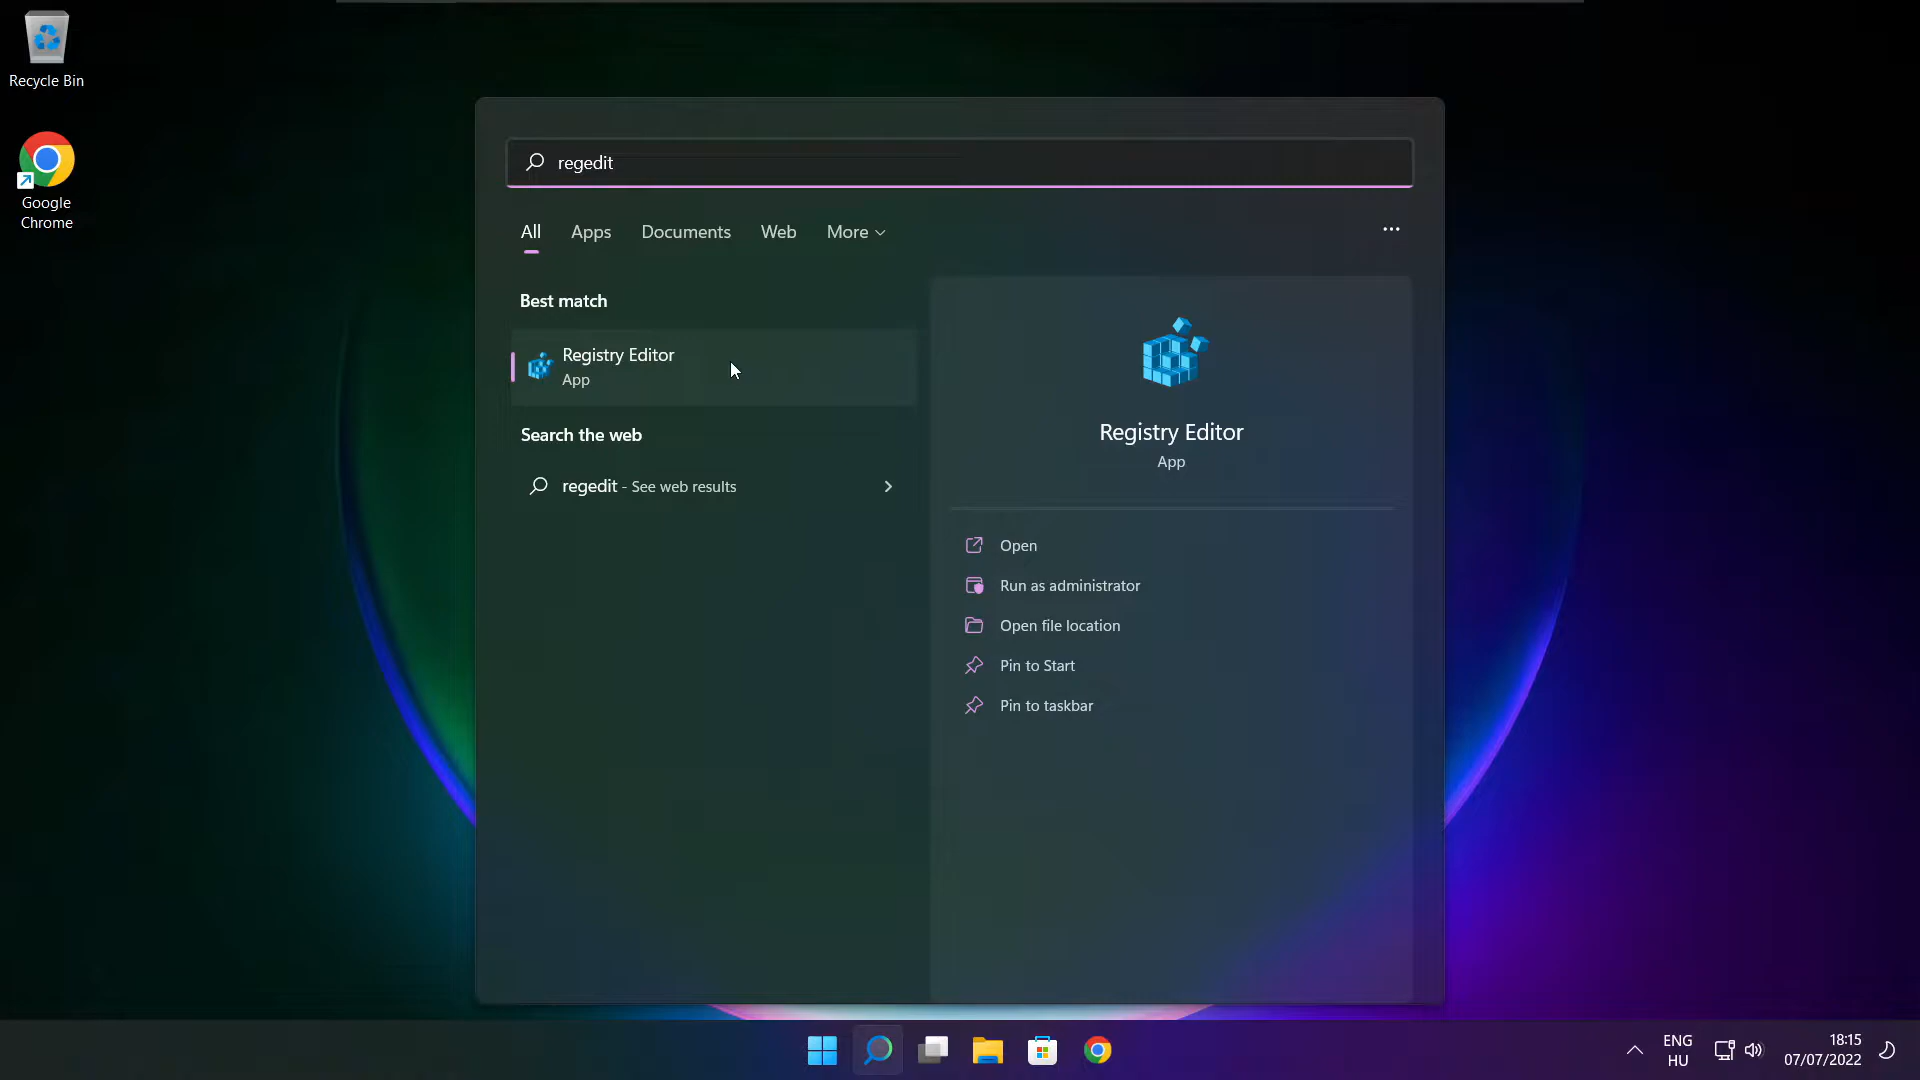 Recycle Bin
Google
Chrome
regedit
All
Apps
Documents
Web
More
Best match
Registry Editor
App
Search the web
regedit - See web results
Registry Editor
App
Open
Run as administrator
Open file location
Pin to Start
Pin to taskbar
ENG
HU
18:15
07/07/2022